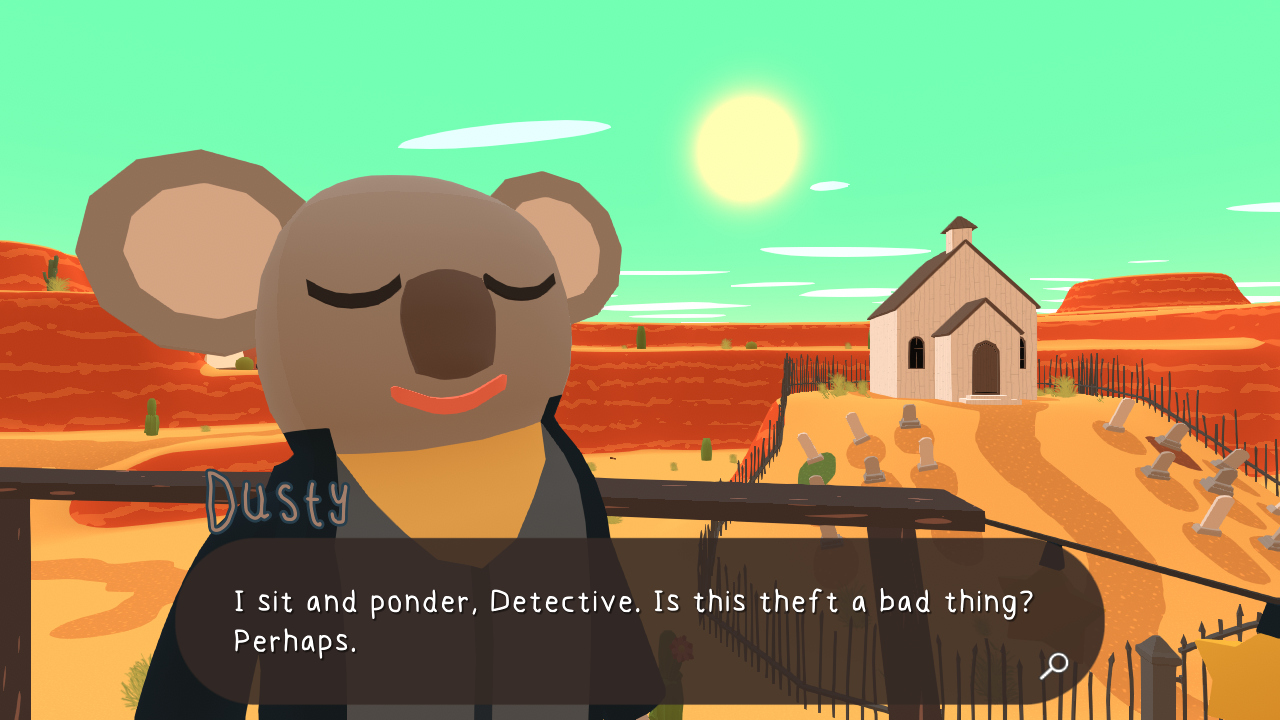 Dusty
I sit and ponder, Detective. Is this theft a bad thing?
Perhaps.